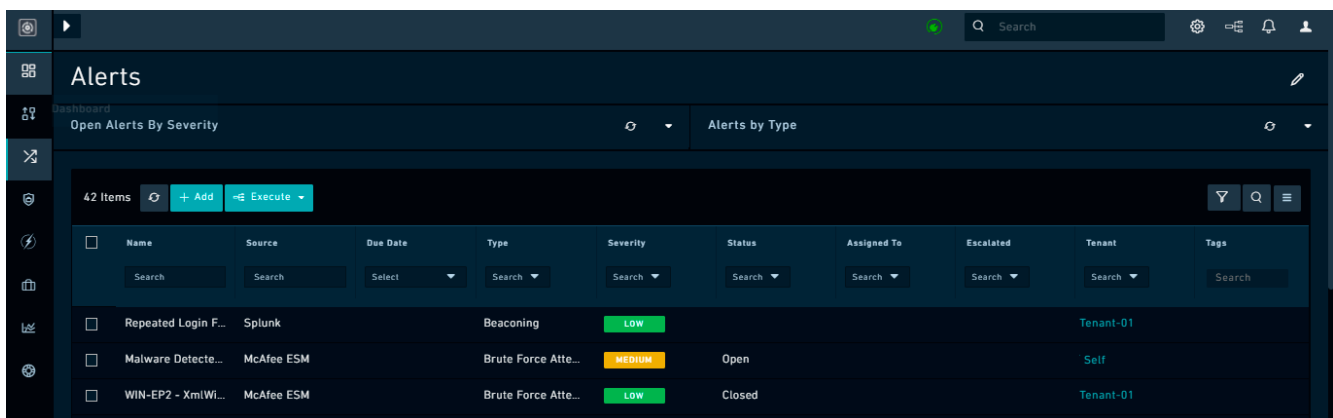 Search
Alerts
Dashboard
Open Alerts By Severity
Alerts by Type
42 Items + Add Execute
Name Source Due Date Type Severity Status Assigned To Escalated Tenant Tags
Search Search Select Search Search Search Search Search Search Search
Repeated Login F... Splunk Beaconing LOW Tenant-01
Malware Detecte... McAfee ESM Brute Force Atte... MEDIUM Open Self
WIN-EP2 - XmlWi... McAfee ESM Brute Force Atte... LOW Closed Tenant-01